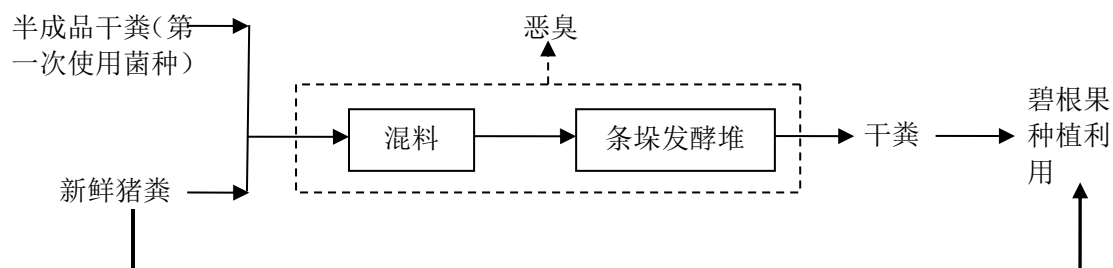 半成品干粪（第
一次使用菌种）
恶臭
混料
条垛发酵堆
干粪
碧根果
种植利
用
新鲜猪粪